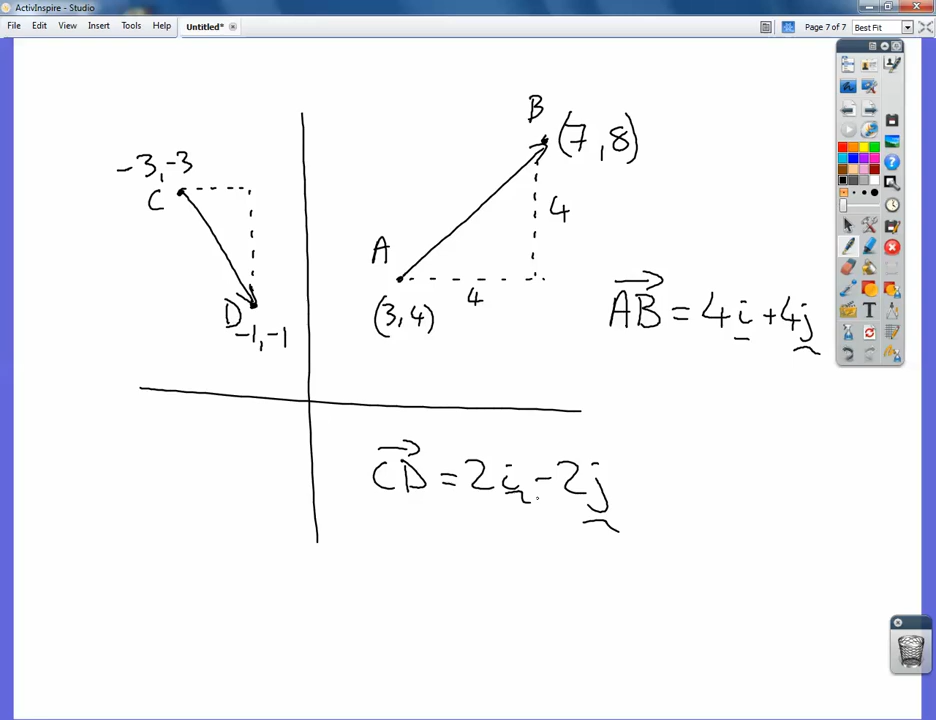 ActivInspire - Studio
File Edit View Insert Tools Help Untitled* Page 7 of 7 Best Fit
B
(7,8)
-3,-3
C
4
A
D
4
-1,-1
(3,4)
AB = 4i + 4j
CD = 2i - 2j
T